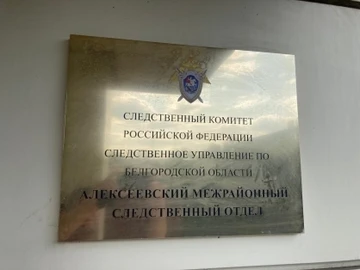 СЛЕДСТВЕННЫЙ КОМИТЕТ
РОССИЙСКОЙ ФЕДЕРАЦИИ
СЛЕДСТВЕННОЕ УПРАВЛЕНИЕ ПО
БЕЛГОРОДСКОЙ ОБЛАСТИ
АЛЕКСЕЕВСКИЙ МЕЖРАЙОННЫЙ
СЛЕДСТВЕННЫЙ ОТДЕЛ